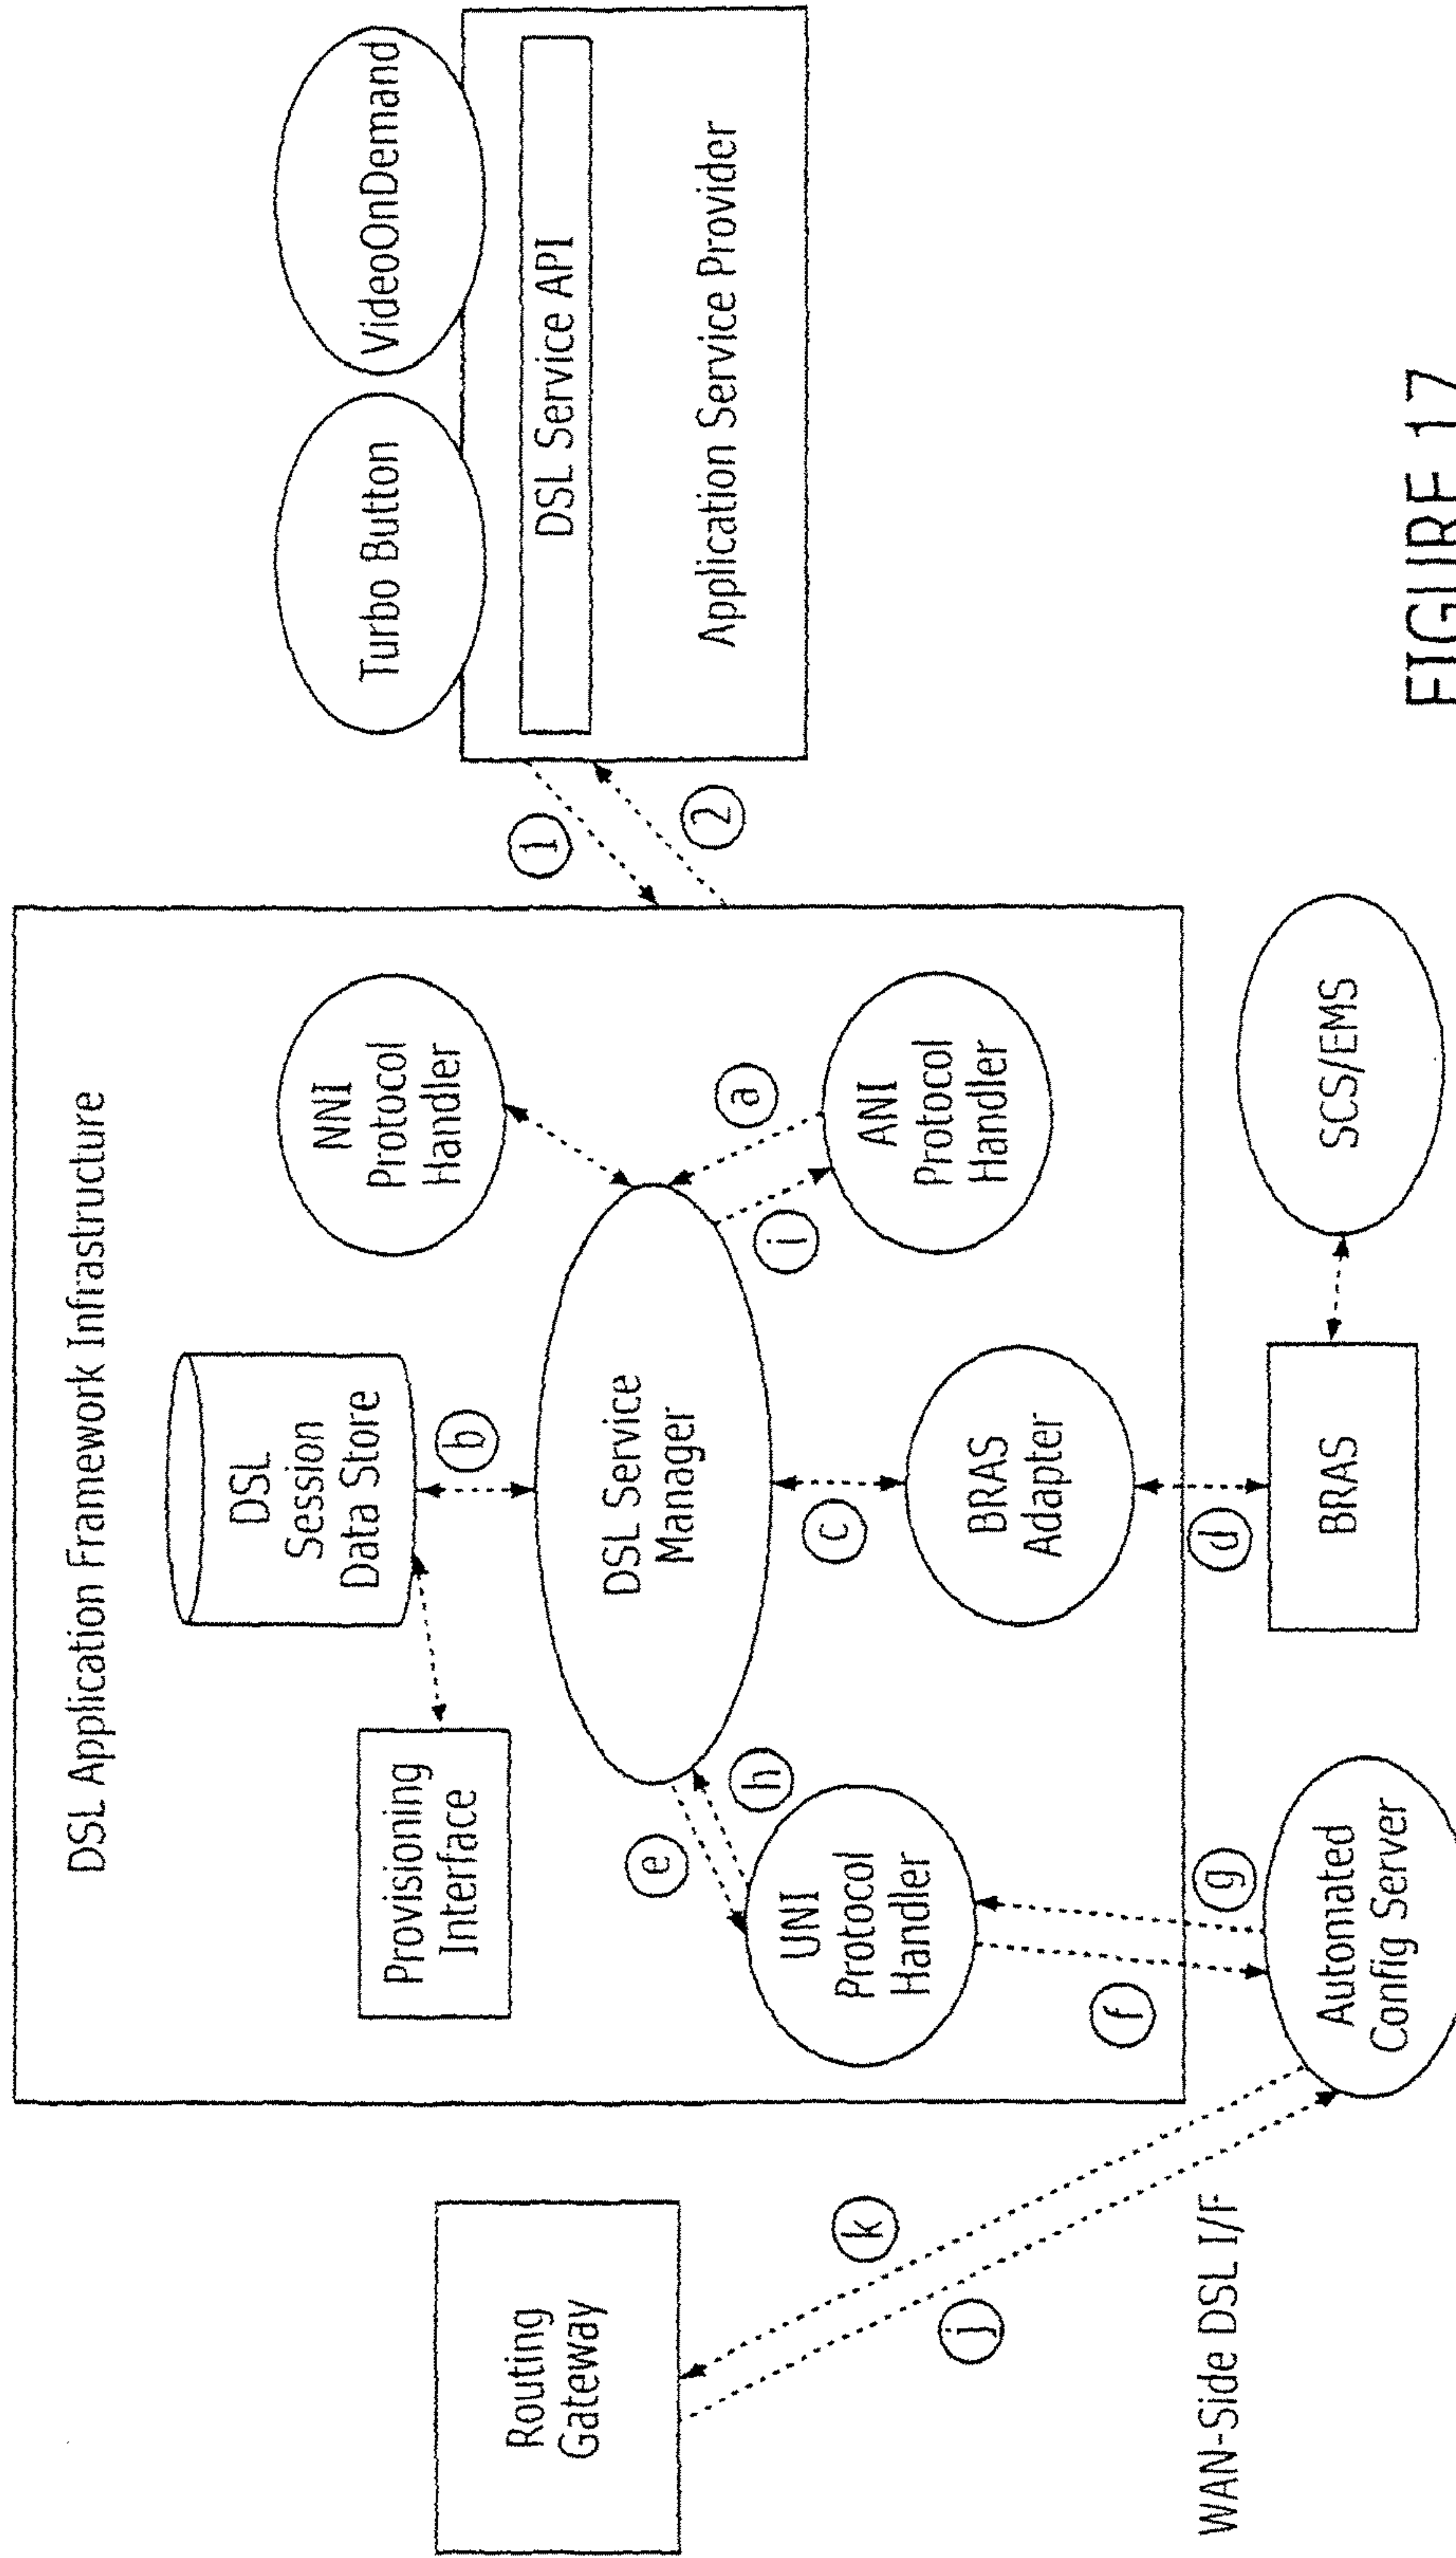 DSL Application Framework Infrastructure
Provisioning
Interface
DSL
Session
Data Store
NNI
Protocol
Handler
b
DSL Service
Manager
e
h
a
i
c
UNI
Protocol
Handler
BRAS
Adapter
ANI
Protocol
Handler
f
g
d
Automated
Config Server
BRAS
SCS/EMS
Routing
Gateway
k
j
WAN-Side DSL I/F
Turbo Button
VideoOnDemand
DSL Service API
Application Service Provider
1
2
FIGURE 17